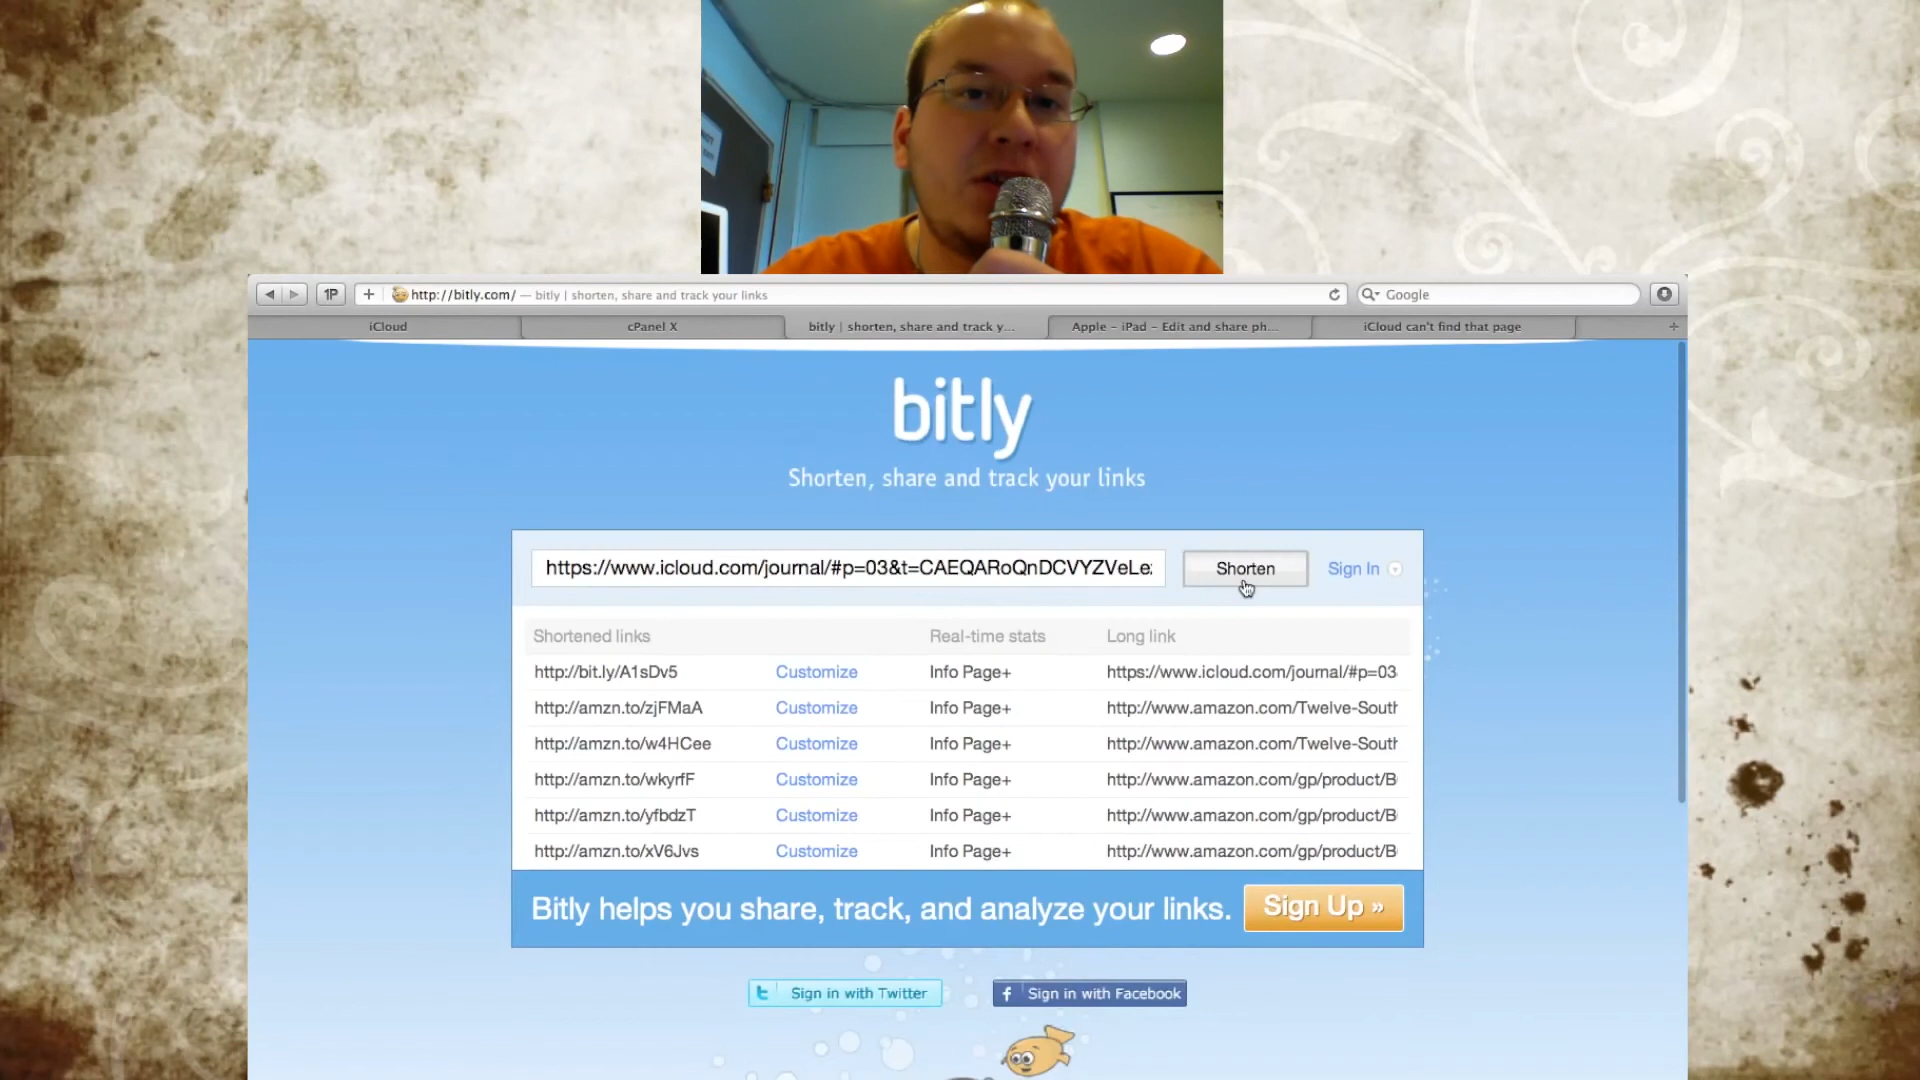 1P
http://bitly.com/ — bitly | shorten, share and track your links
Google
iCloud
cPanel X
bitly | shorten, share and track y...
Apple – iPad – Edit and share ph...
iCloud can't find that page
bitly
Shorten, share and track your links
https://www.icloud.com/journal/#p=03&t=CAEQARoQnDCVYZVeLe
Shorten
Sign In
Shortened links Real-time stats Long link
http://bit.ly/A1sDv5 Customize Info Page+ https://www.icloud.com/journal/#p=03
http://amzn.to/zjFMaA Customize Info Page+ http://www.amazon.com/Twelve-South
http://amzn.to/w4HCee Customize Info Page+ http://www.amazon.com/Twelve-South
http://amzn.to/wkyrfF Customize Info Page+ http://www.amazon.com/gp/product/B
http://amzn.to/yfbdzT Customize Info Page+ http://www.amazon.com/gp/product/B
http://amzn.to/xV6Jvs Customize Info Page+ http://www.amazon.com/gp/product/B
Bitly helps you share, track, and analyze your links.
Sign Up »
Sign in with Twitter
Sign in with Facebook